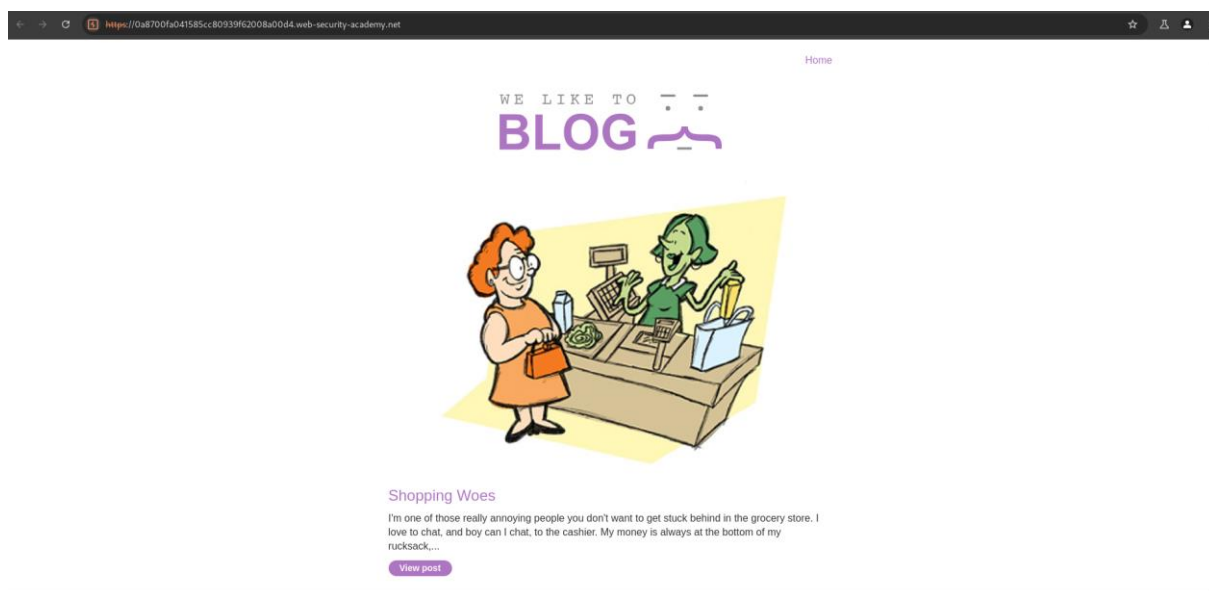 https://0a8700fa041585cc80939f62008a00d4.web-security-academy.net
Home
WE LIKE TO
BLOG
Shopping Woes
I'm one of those really annoying people you don't want to get stuck behind in the grocery store. I
love to chat, and boy can I chat, to the cashier. My money is always at the bottom of my
rucksack,...
View post